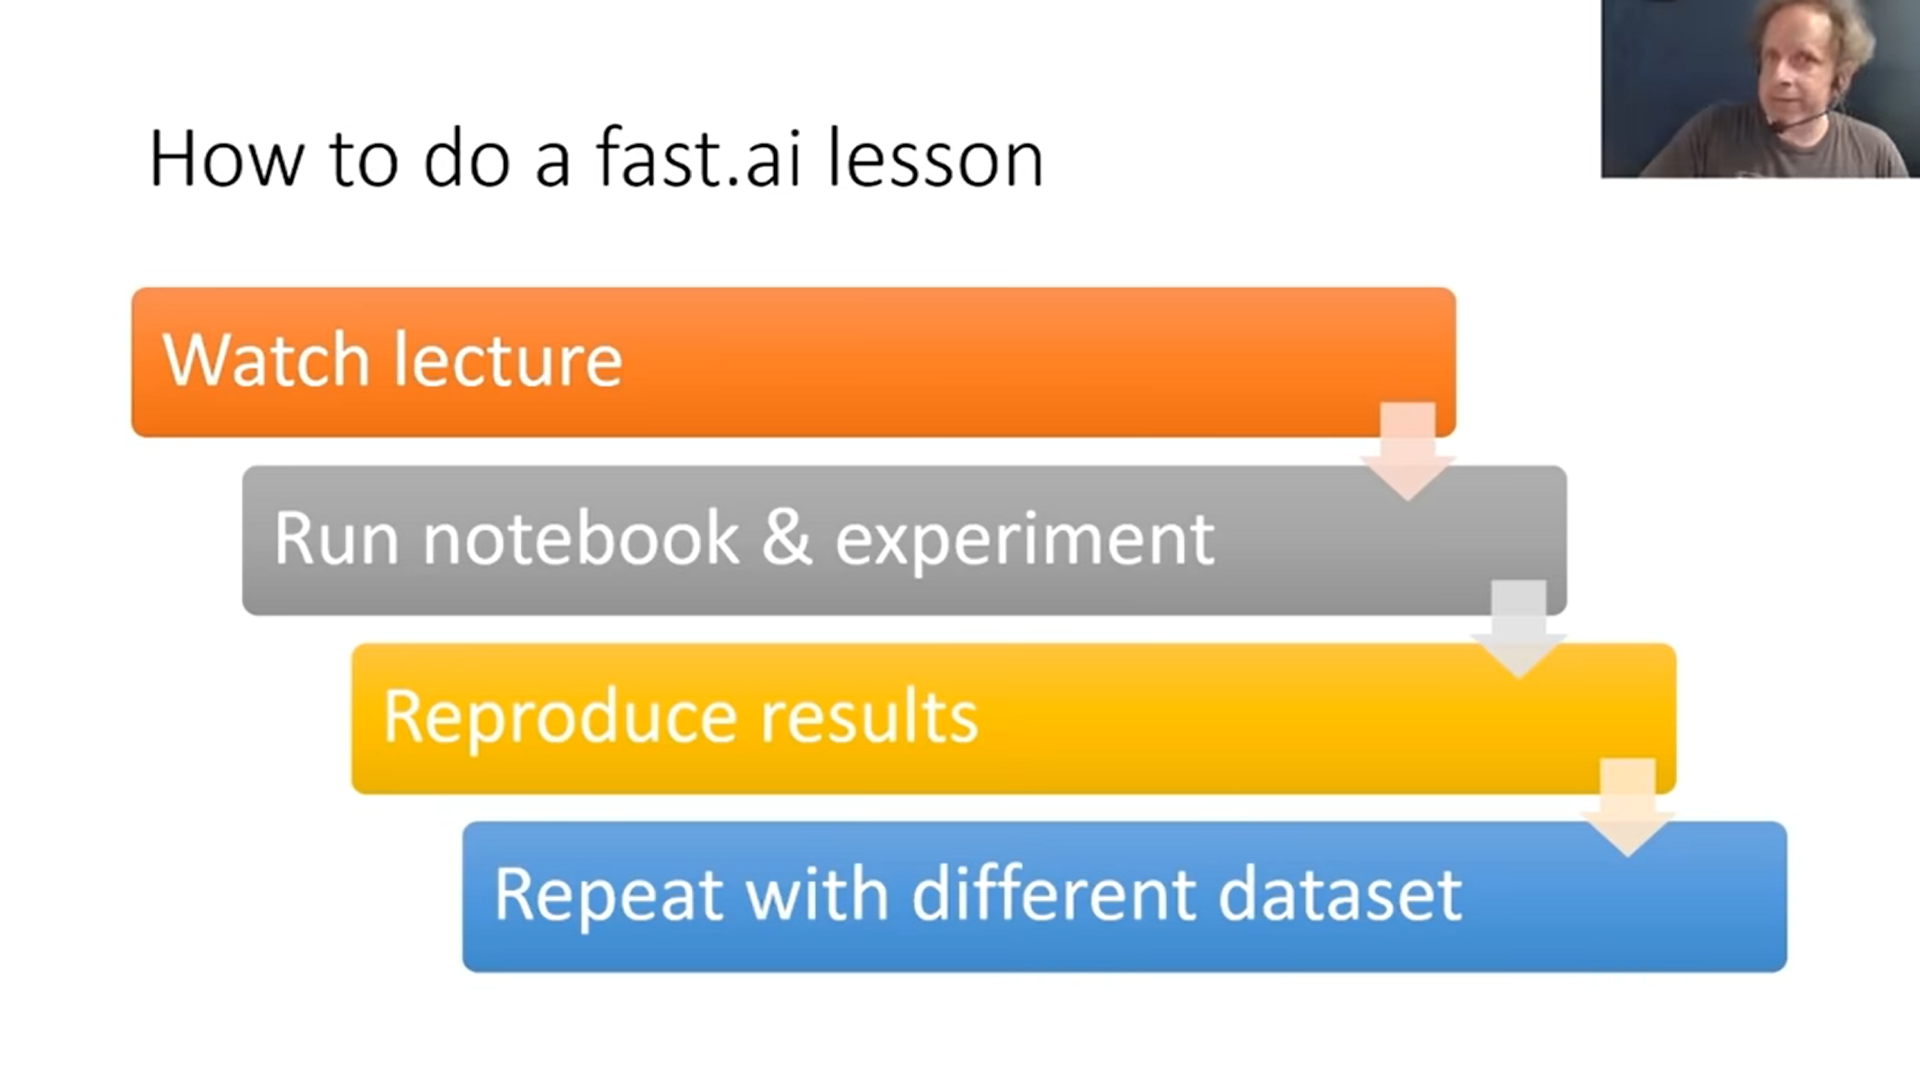 How to do a fast.ai lesson
Watch lecture
Run notebook & experiment
Reproduce results
Repeat with different dataset